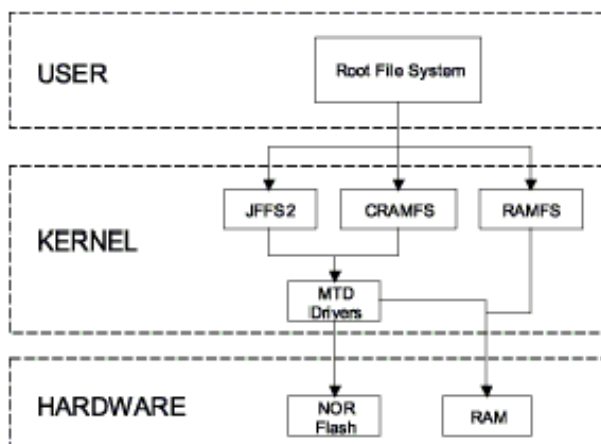 USER
Root File System
JFFS2
CRAMFS
RAMFS
KERNEL
MTD
Drivers
HARDWARE
NOR
Flash
RAM